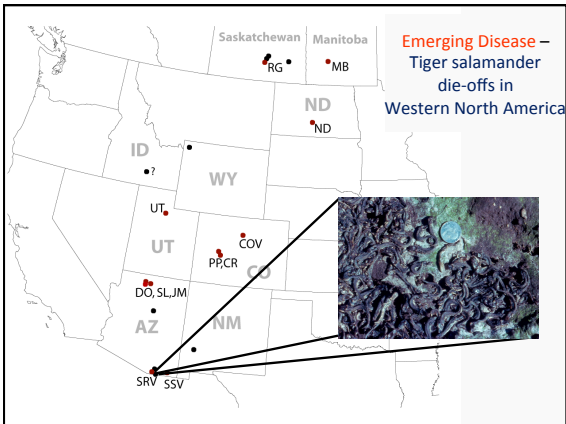 Emerging Disease –
Tiger salamander
die-offs in
Western North America
Saskatchewan
Manitoba
RG
MB
ND
ND
ID
?
WY
UT
UT
COV
PP,CR
CO
DO, SL,JM
AZ
NM
SRV
SSV